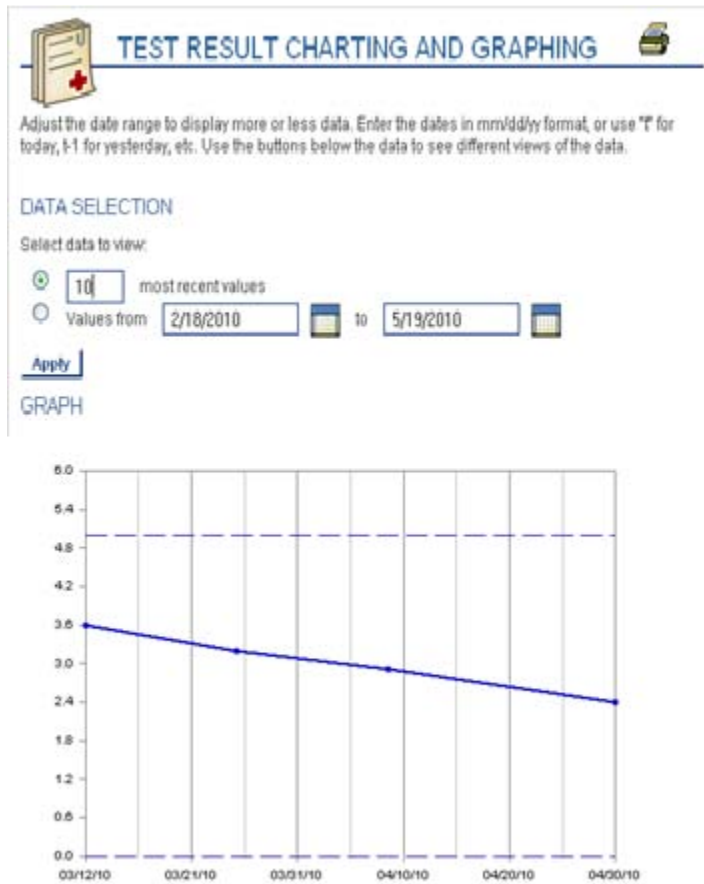 TEST RESULT CHARTING AND GRAPHING
Adjust the date range to display more or less data. Enter the dates in mm/dd/yy format, or use "t" for
today, t-1 for yesterday, etc. Use the buttons below the data to see different views of the data.
DATA SELECTION
Select data to view:
10 most recent values
Values from 2/18/2010 to 5/19/2010
Apply
GRAPH
6.0
5.4
4.8
4.2
3.6
3.0
2.4
1.8
1.2
0.6
0.0
03/12/10 03/21/10 03/31/10 04/10/10 04/20/10 04/30/10